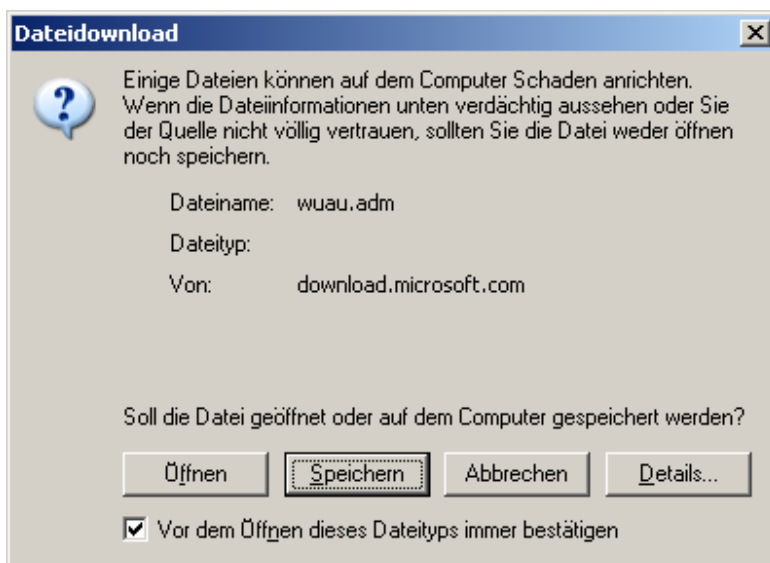 Dateidownload
Einige Dateien können auf dem Computer Schaden anrichten.
Wenn die Dateiinformationen unten verdächtig aussehen oder Sie
der Quelle nicht völlig vertrauen, sollten Sie die Datei weder öffnen
noch speichern.
Dateiname: wuau.adm
Dateityp:
Von: download.microsoft.com
Soll die Datei geöffnet oder auf dem Computer gespeichert werden?
Öffnen Speichern Abbrechen Details...
Vor dem Öffnen dieses Dateityps immer bestätigen